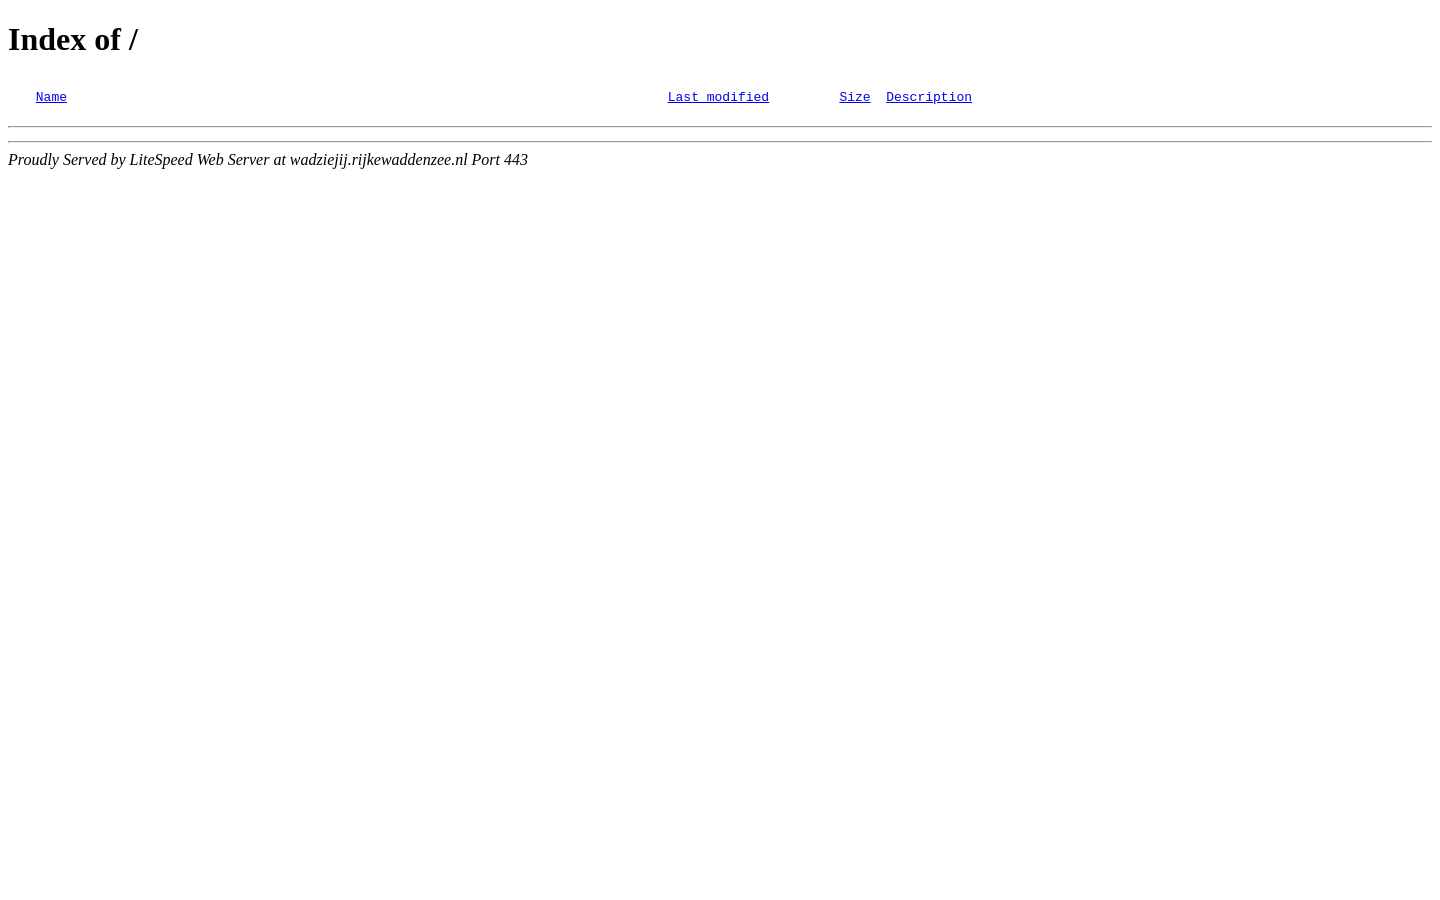 Index of /
Name Last modified Size Description
Proudly Served by LiteSpeed Web Server at wadziejij.rijkewaddenzee.nl Port 443